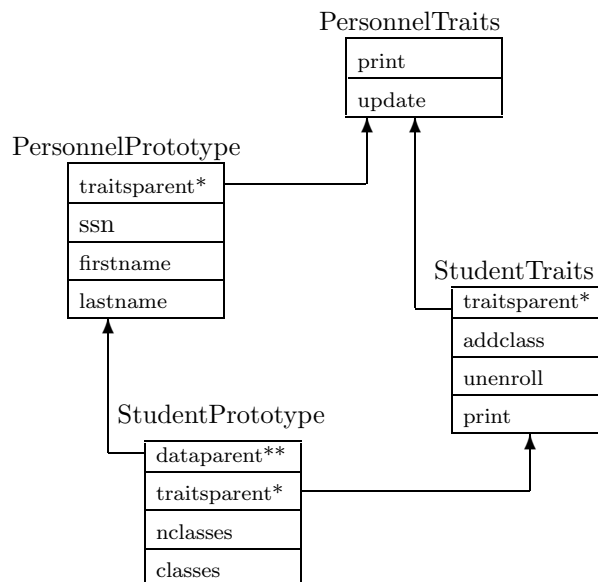 PersonnelTraits
print
update
PersonnelPrototype
traitsparent*
ssn
firstname
lastname
StudentTraits
traitsparent*
addclass
unenroll
print
StudentPrototype
dataparent**
traitsparent*
nclasses
classes